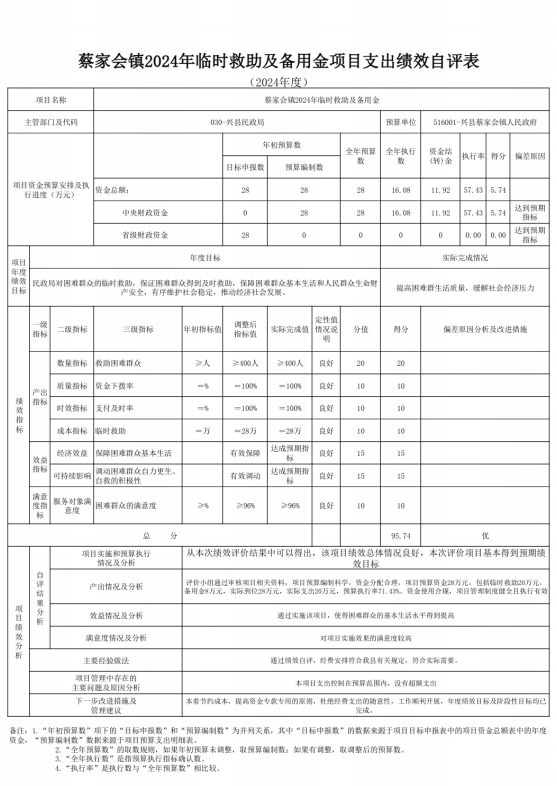 蔡家会镇2024年临时救助及备用金项目支出绩效自评表
（2024年度）
项目名称 蔡家会镇2024年临时救助及备用金
主管部门及代码 030-兴县民政局 预算单位 516001-兴县蔡家会镇人民政府
项目资金预算安排及执行进度（万元） 年初预算数 全年预算数 全年执行数 资金结(转)余 执行率 得分 偏差原因
目标申报数 预算编制数
资金总额： 28 28 28 16.08 11.92 57.43 5.74
中央财政资金 0 28 28 16.08 11.92 57.43 5.74 达到预期指标
省级财政资金 28 0 0 0 0 0.00 0.00 达到预期指标
项目年度绩效目标 年度目标 实际完成情况
民政局对困难群众的临时救助，保证困难群众得到及时救助，保障困难群众基本生活和人民群众生命财产安全，有序维护社会稳定，推动经济社会发展。 提高困难群生活质量，缓解社会经济压力
绩效指标 一级指标 二级指标 三级指标 年初指标值 调整后指标值 实际完成值 定性值情况说明 分值 得分 偏差原因分析及改进措施
产出指标 数量指标 救助困难群众 ≥人 ≥400人 ≥400人 良好 20 20
质量指标 资金下拨率 =% =100% =100% 良好 10 10
时效指标 支付及时率 =% =100% =100% 良好 10 10
成本指标 临时救助 =万 =28万 =28万 良好 10 10
效益指标 经济效益 保障困难群众基本生活 有效保障 达成预期指标 良好 15 15
可持续影响 调动困难群众自力更生、自救的积极性 有效调动 达成预期指标 良好 15 15
满意度指标 服务对象满意度 困难群众的满意度 ≥% ≥96% ≥96% 良好 10 10
总 分 95.74 优
项目绩效分析 自评结果分析 项目实施和预算执行情况及分析 从本次绩效评价结果中可以得出，该项目绩效总体情况良好，本次评价项目基本得到预期绩效目标
产出情况及分析 评价小组通过审核项目相关资料，项目预算编制科学，资金分配合理，项目预算资金28万元，包括临时救助20万元，备用金8万元，实际到位28万元，实际支出20万元，预算执行率71.43%。资金使用合规，项目管理制度健全且执行有效
效益情况及分析 通过实施该项目，使得困难群众的基本生活水平得到提高
满意度情况及分析 对项目实施效果的满意度较高
主要经验做法 通过绩效自评，经费安排符合我县有关规定，符合实际需要。
项目管理中存在的主要问题及原因分析 本项目支出控制在预算范围内，没有超额支出
下一步改进措施及管理建议 本着节约成本，提高资金专款专用的原则，杜绝经费支出的随意性，工作顺利开展，年度绩效目标及阶段性目标均已完成。
备注：1.“年初预算数”项下的“目标申报数”和“预算编制数”为并列关系，其中“目标申报数”的数据来源于项目目标申报表中的项目资金总额表中的年度资金，“预算编制数”数据来源于项目预算支出明细表。
2.“全年预算数”的取数规则，如果年初预算未调整，取预算编制数；如果有调整，取调整后的预算数。
3.“全年执行数”是指预算执行指标确认数。
4.“执行率”是执行数与“全年预算数”相比较。